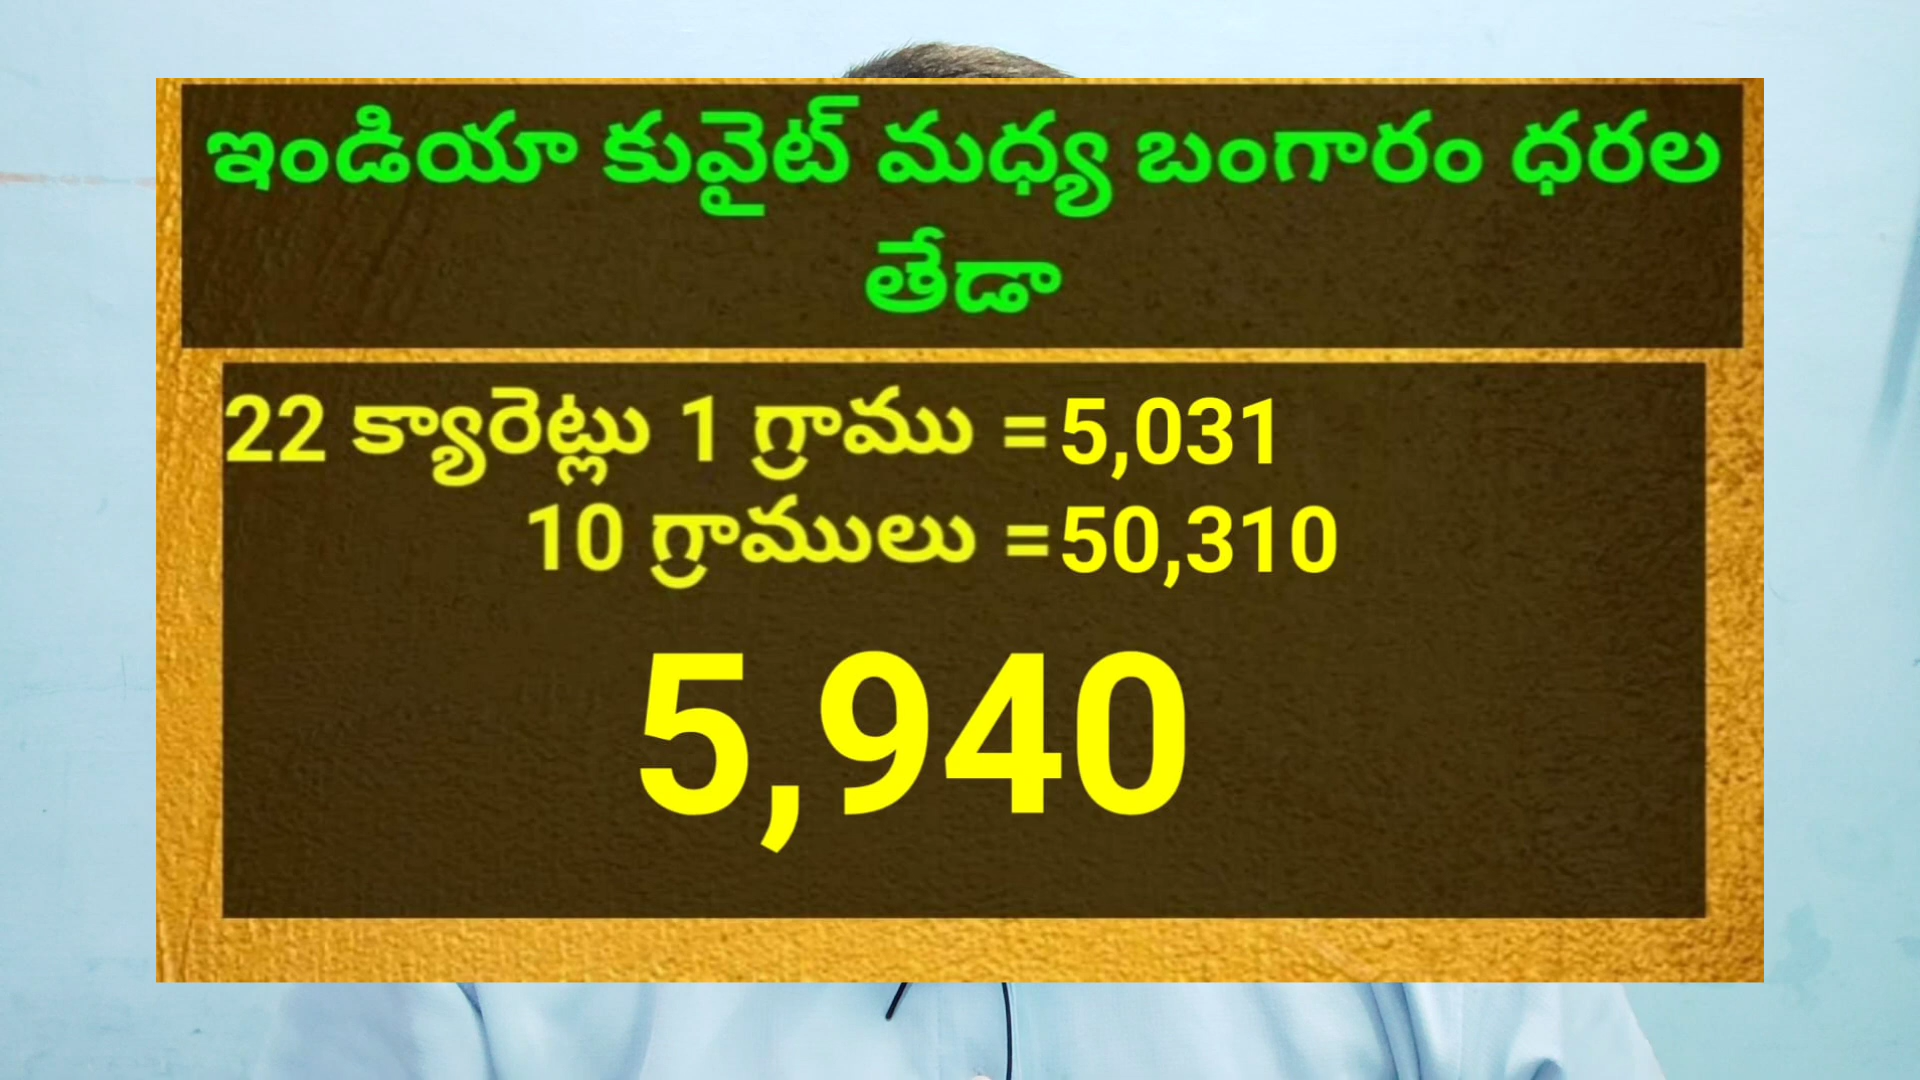 ఇండియా కువైట్ మధ్య బంగారం ధరల
తేడా
22 క్యారెట్లు 1 గ్రాము =5,031
10 గ్రాములు =50,310
5,940